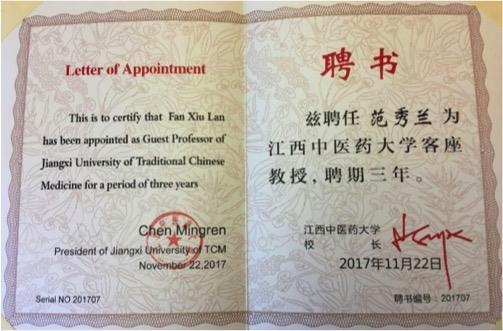 Letter of Appointment
This is to certify that Fan Xiu Lan
has been appointed as Guest Professor of
Jiangxi University of Traditional Chinese
Medicine for a period of three years
Chen Mingren
President of Jiangxi University of TCM
November 22,2017
Serial NO 201707
聘书
兹聘任 范秀兰 为
江西中医药大学客座
教授，聘期三年。
江西中医药大学
校 长
2017年11月22日
聘书编号：201707